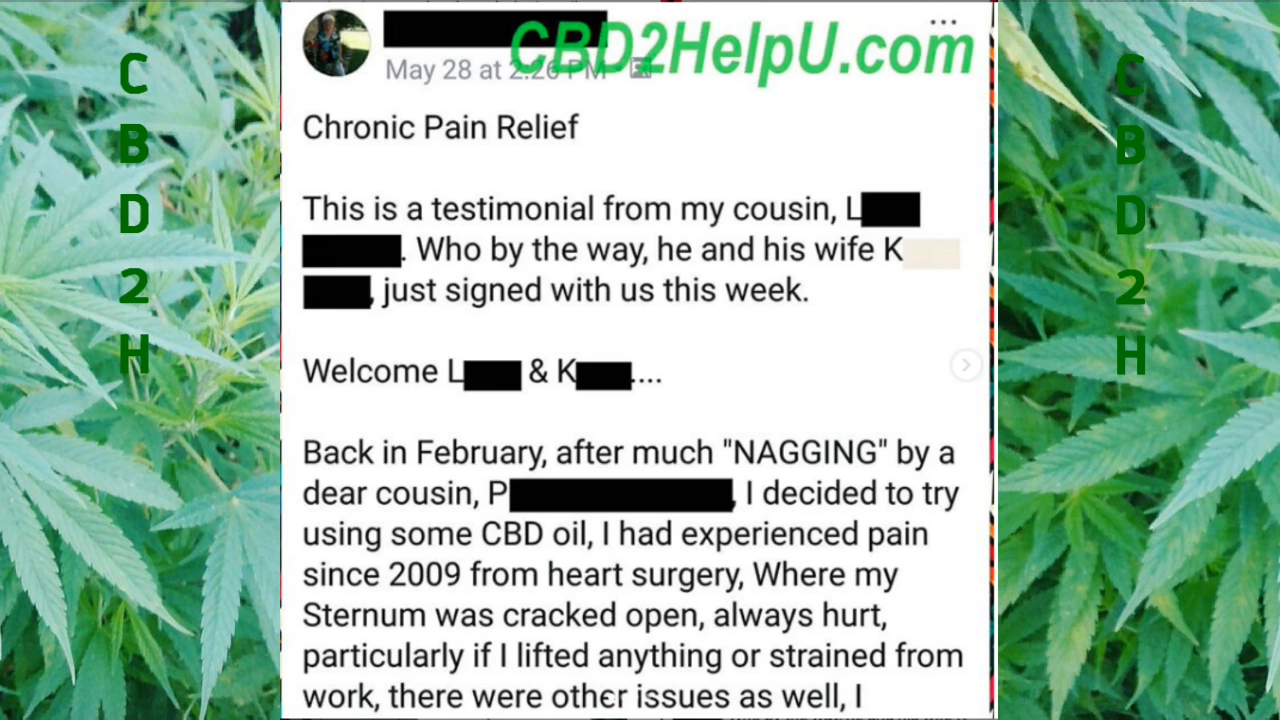 C
B
D
2
H
CBD2HelpU.com
May 28 at 2:26 PM
Chronic Pain Relief
This is a testimonial from my cousin, L
. Who by the way, he and his wife K
, just signed with us this week.
Welcome L & K....
Back in February, after much "NAGGING" by a
dear cousin, P, I decided to try
using some CBD oil, I had experienced pain
since 2009 from heart surgery, Where my
Sternum was cracked open, always hurt,
particularly if I lifted anything or strained from
work, there were other issues as well, I
C
B
D
2
H